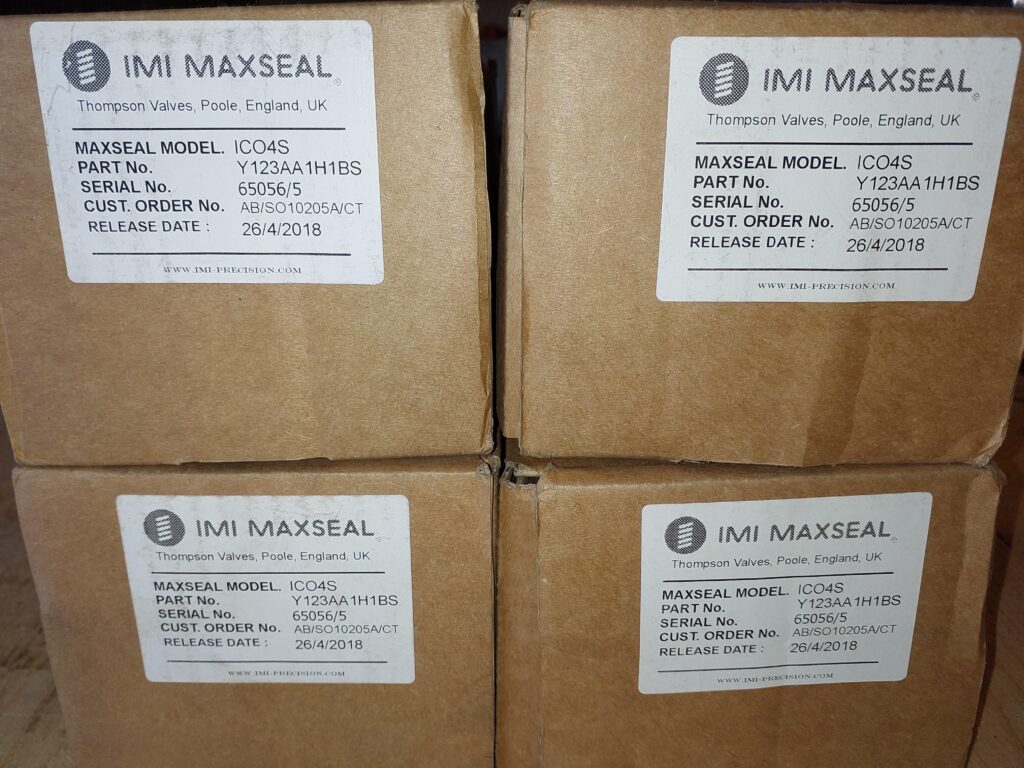 IMI MAXSEAL®
Thompson Valves, Poole, England, UK
MAXSEAL MODEL. ICO4S
PART No. Y123AA1H1BS
SERIAL No. 65056/5
CUST. ORDER No. AB/SO10205A/CT
RELEASE DATE : 26/4/2018
WWW.IMI-PRECISION.COM
IMI MAXSEAL®
Thompson Valves, Poole, England, UK
MAXSEAL MODEL. ICO4S
PART No. Y123AA1H1BS
SERIAL No. 65056/5
CUST. ORDER No. AB/SO10205A/CT
RELEASE DATE : 26/4/2018
WWW.IMI-PRECISION.COM
IMI MAXSEAL®
Thompson Valves, Poole, England, UK
MAXSEAL MODEL. ICO4S
PART No. Y123AA1H1BS
SERIAL No. 65056/5
CUST. ORDER No. AB/SO10205A/CT
RELEASE DATE : 26/4/2018
WWW.IMI-PRECISION.COM
IMI MAXSEAL®
Thompson Valves, Poole, England, UK
MAXSEAL MODEL. ICO4S
PART No. Y123AA1H1BS
SERIAL No. 65056/5
CUST. ORDER No. AB/SO10205A/CT
RELEASE DATE : 26/4/2018
WWW.IMI-PRECISION.COM